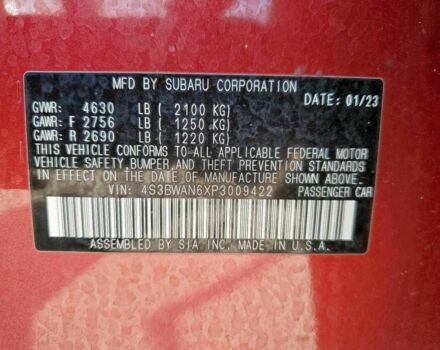 MFD BY SUBARU CORPORATION
DATE: 01/23
GVWR: 4630 LB ( 2100 KG)
GAWR: F 2756 LB ( 1250 KG)
GAWR: R 2690 LB ( 1220 KG)
THIS VEHICLE CONFORMS TO ALL APPLICABLE FEDERAL MOTOR
VEHICLE SAFETY, BUMPER, AND THEFT PREVENTION STANDARDS
IN EFFECT ON THE DATE OF MANUFACTURE SHOWN ABOVE.
VIN: 4S3BWAN6XP3009422 PASSENGER CAR
ASSEMBLED BY SIA INC. MADE IN U.S.A.